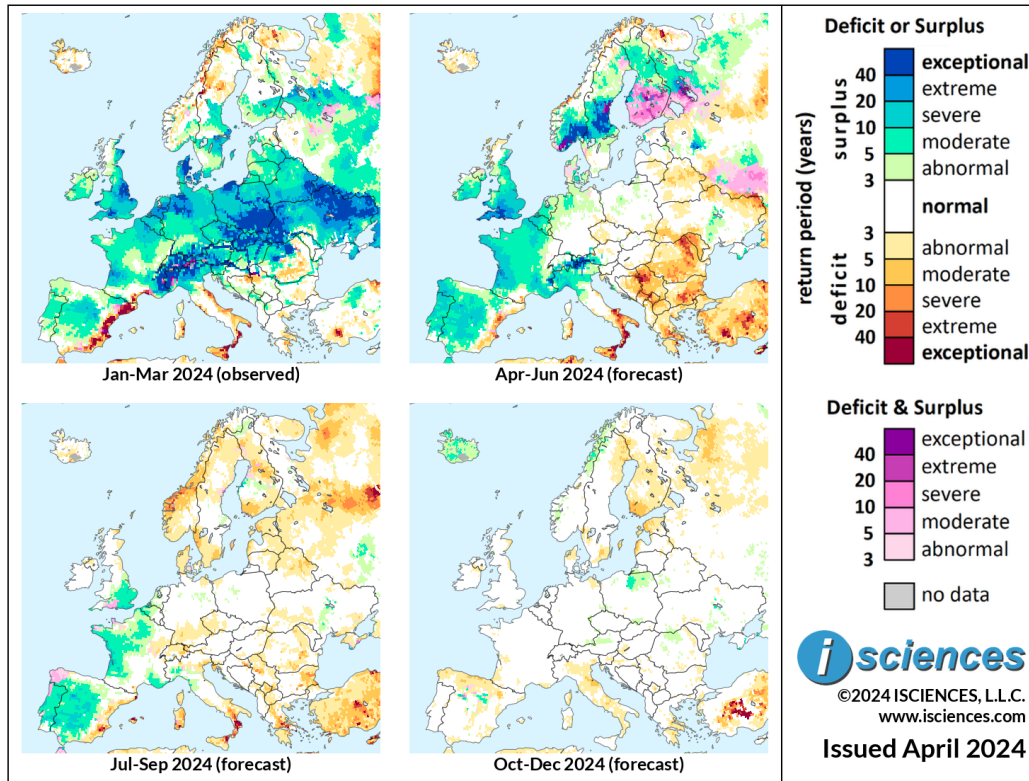 Jan-Mar 2024 (observed)
Apr-Jun 2024 (forecast)
Jul-Sep 2024 (forecast)
Oct-Dec 2024 (forecast)
Deficit or Surplus
return period (years)
surplus
deficit
exceptional
40
extreme
20
severe
10
moderate
5
abnormal
3
normal
3
abnormal
5
moderate
10
severe
20
extreme
40
exceptional
Deficit & Surplus
exceptional
40
extreme
20
severe
10
moderate
5
abnormal
3
no data
i sciences
©2024 ISCIENCES, L.L.C.
www.isciences.com
Issued April 2024